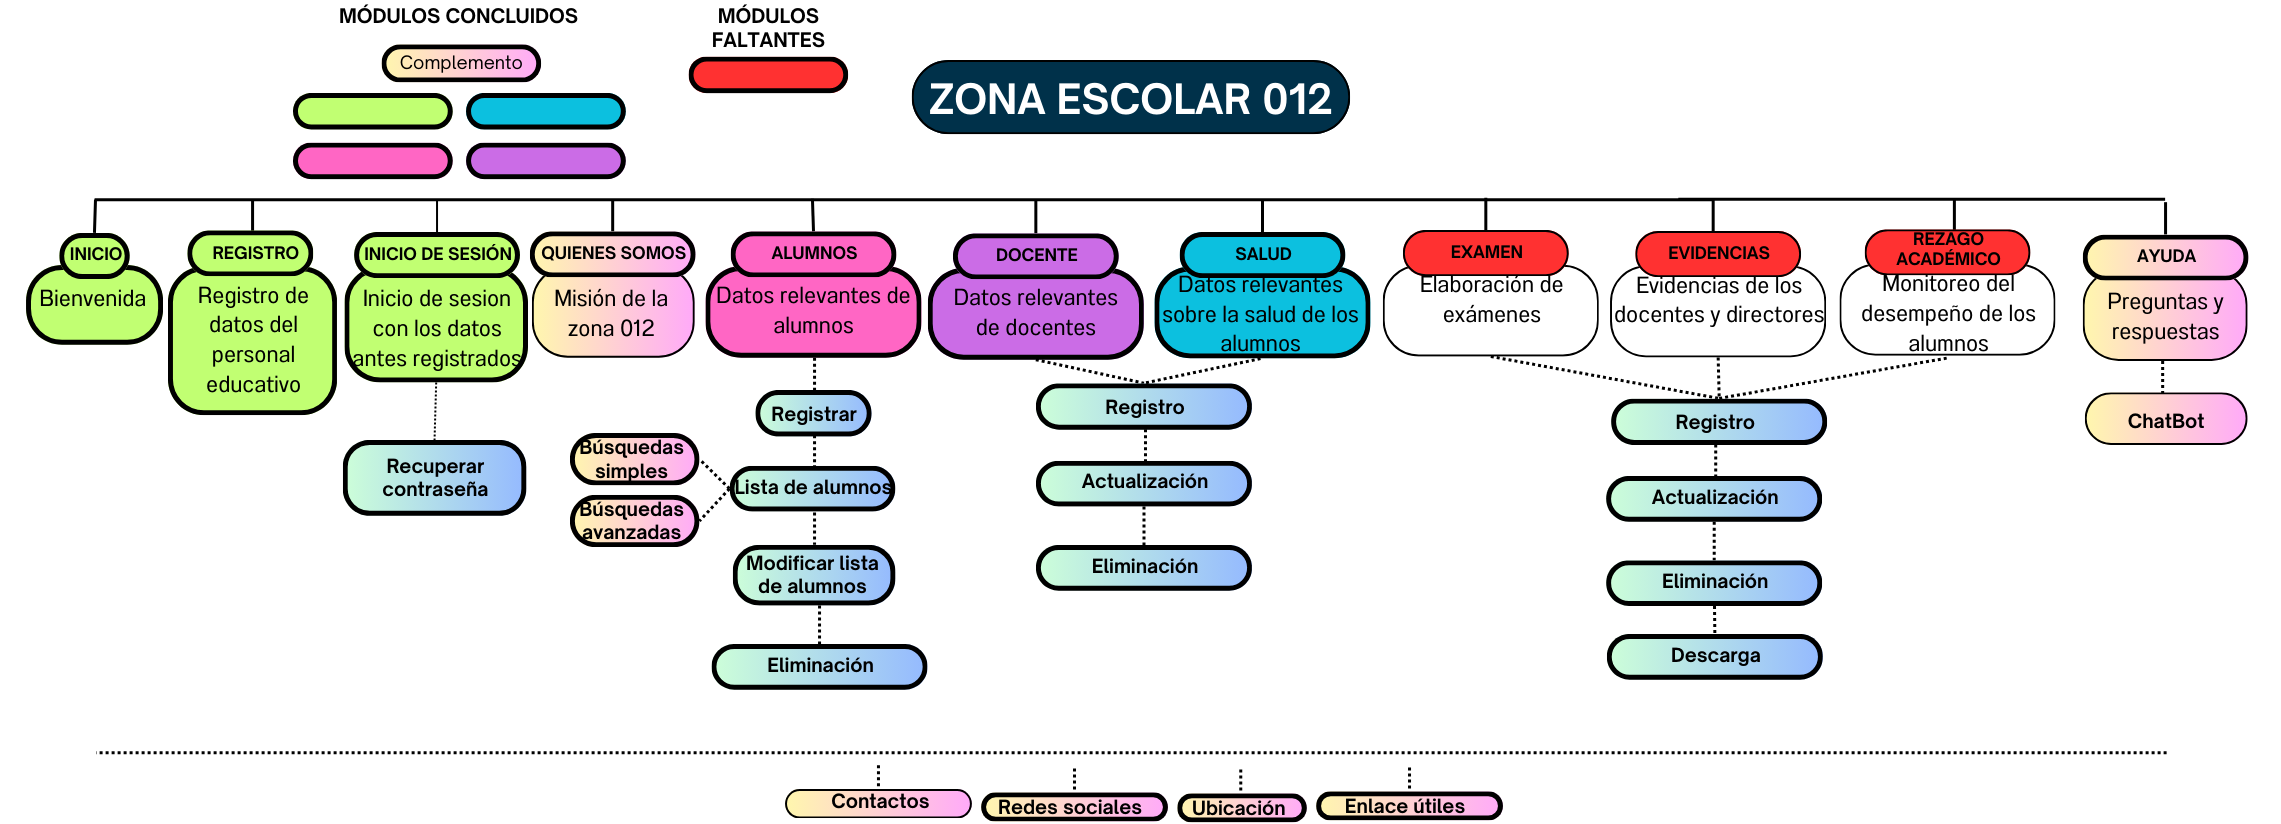 MÓDULOS CONCLUIDOS
Complemento
MÓDULOS
FALTANTES
ZONA ESCOLAR 012
INICIO
Bienvenida
REGISTRO
Registro de
datos del
personal
educativo
INICIO DE SESIÓN
Inicio de sesion
con los datos
antes registrados
Recuperar
contraseña
QUIENES SOMOS
Misión de la
zona 012
ALUMNOS
Datos relevantes de
alumnos
Registrar
Búsquedas
simples
Búsquedas
avanzadas
Lista de alumnos
Modificar lista
de alumnos
Eliminación
DOCENTE
Datos relevantes
de docentes
SALUD
Datos relevantes
sobre la salud de los
alumnos
Registro
Actualización
Eliminación
EXAMEN
Elaboración de
exámenes
EVIDENCIAS
Evidencias de los
docentes y directores
REZAGO
ACADÉMICO
Monitoreo del
desempeño de los
alumnos
Registro
Actualización
Eliminación
Descarga
AYUDA
Preguntas y
respuestas
ChatBot
Contactos
Redes sociales
Ubicación
Enlace útiles